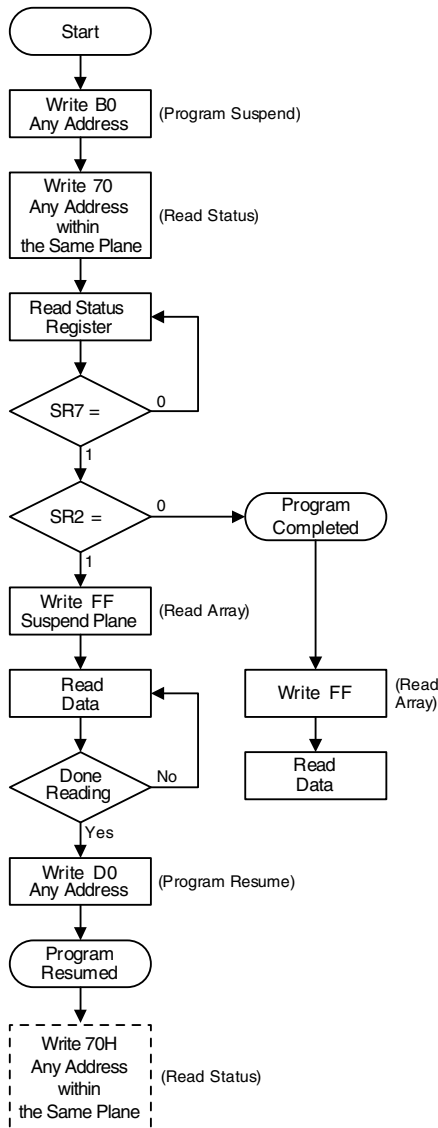 Start
Write B0
Any Address
(Program Suspend)
Write 70
Any Address
within
the Same Plane
(Read Status)
Read Status
Register
SR7 =
0
1
SR2 =
0
Program
Completed
1
Write FF
Suspend Plane
(Read Array)
Read
Data
Write FF
(Read
Array)
Done
Reading
No
Read
Data
Yes
Write D0
Any Address
(Program Resume)
Program
Resumed
Write 70H
Any Address
within
the Same Plane
(Read Status)